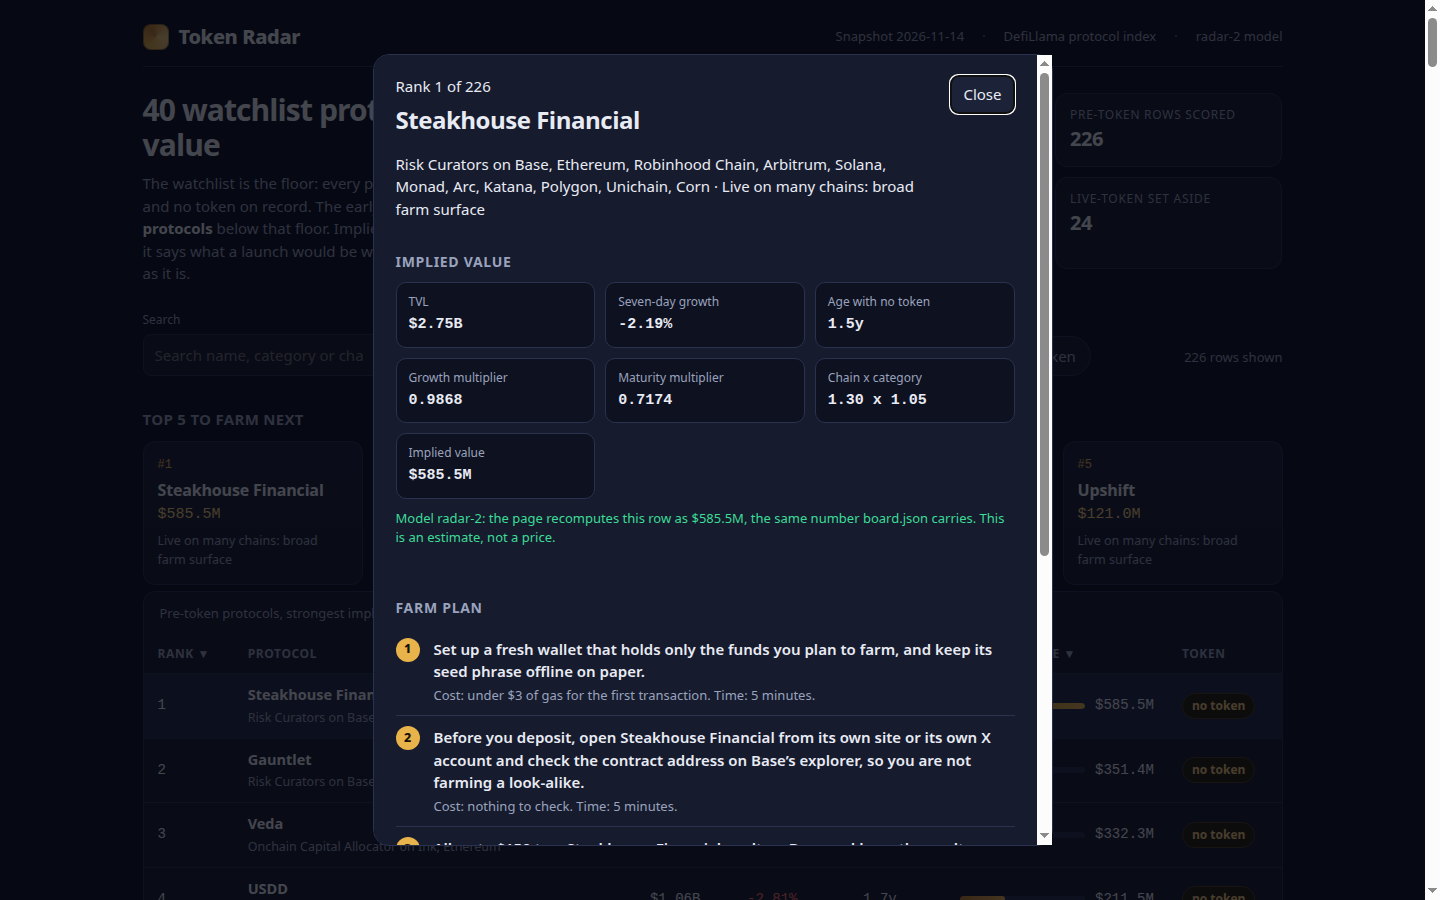 Token Radar
Snapshot 2026-11-14 · DefiLlama protocol index · radar-2 model
40 watchlist prot
value
The watchlist is the floor: every p
and no token on record. The earl
protocols below that floor. Implie
it says what a launch would be w
as it is.
PRE-TOKEN ROWS SCORED
226
LIVE-TOKEN SET ASIDE
24
Search
Search name, category or cha
ken
226 rows shown
TOP 5 TO FARM NEXT
#1
Steakhouse Financial
$585.5M
Live on many chains: broad
farm surface
#5
Upshift
$121.0M
Live on many chains: broad
farm surface
Pre-token protocols, strongest impl
RANK ▼ PROTOCOL E ▼ TOKEN
1 Steakhouse Finan $585.5M no token
Risk Curators on Base
2 Gauntlet $351.4M no token
Risk Curators on Base
3 Veda $332.3M no token
Onchain Capital Allocator on Ink, Ethereum
4 USDD $1.06B -2.81% 1.7y $211.5M no token
Rank 1 of 226
Close
Steakhouse Financial
Risk Curators on Base, Ethereum, Robinhood Chain, Arbitrum, Solana,
Monad, Arc, Katana, Polygon, Unichain, Corn · Live on many chains: broad
farm surface
IMPLIED VALUE
TVL
$2.75B
Seven-day growth
-2.19%
Age with no token
1.5y
Growth multiplier
0.9868
Maturity multiplier
0.7174
Chain x category
1.30 x 1.05
Implied value
$585.5M
Model radar-2: the page recomputes this row as $585.5M, the same number board.json carries. This
is an estimate, not a price.
FARM PLAN
1 Set up a fresh wallet that holds only the funds you plan to farm, and keep its
seed phrase offline on paper.
Cost: under $3 of gas for the first transaction. Time: 5 minutes.
2 Before you deposit, open Steakhouse Financial from its own site or its own X
account and check the contract address on Base’s explorer, so you are not
farming a look-alike.
Cost: nothing to check. Time: 5 minutes.